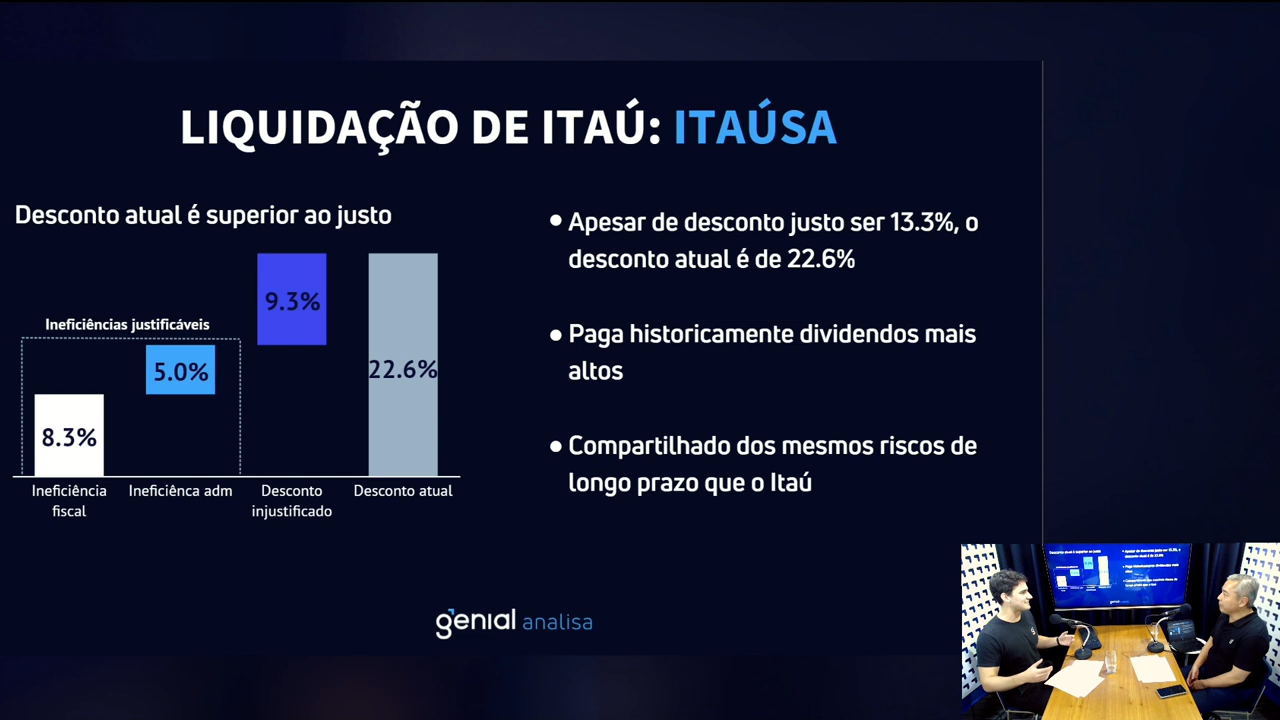 LIQUIDAÇÃO DE ITAÚ: ITAÚSA
Desconto atual é superior ao justo
Ineficiências justificáveis
8.3%
5.0%
9.3%
22.6%
Ineficiência
fiscal
Ineficiênca adm
Desconto
injustificado
Desconto atual
● Apesar de desconto justo ser 13.3%, o
desconto atual é de 22.6%
● Paga historicamente dividendos mais
altos
● Compartilhado dos mesmos riscos de
longo prazo que o Itaú
genial analisa